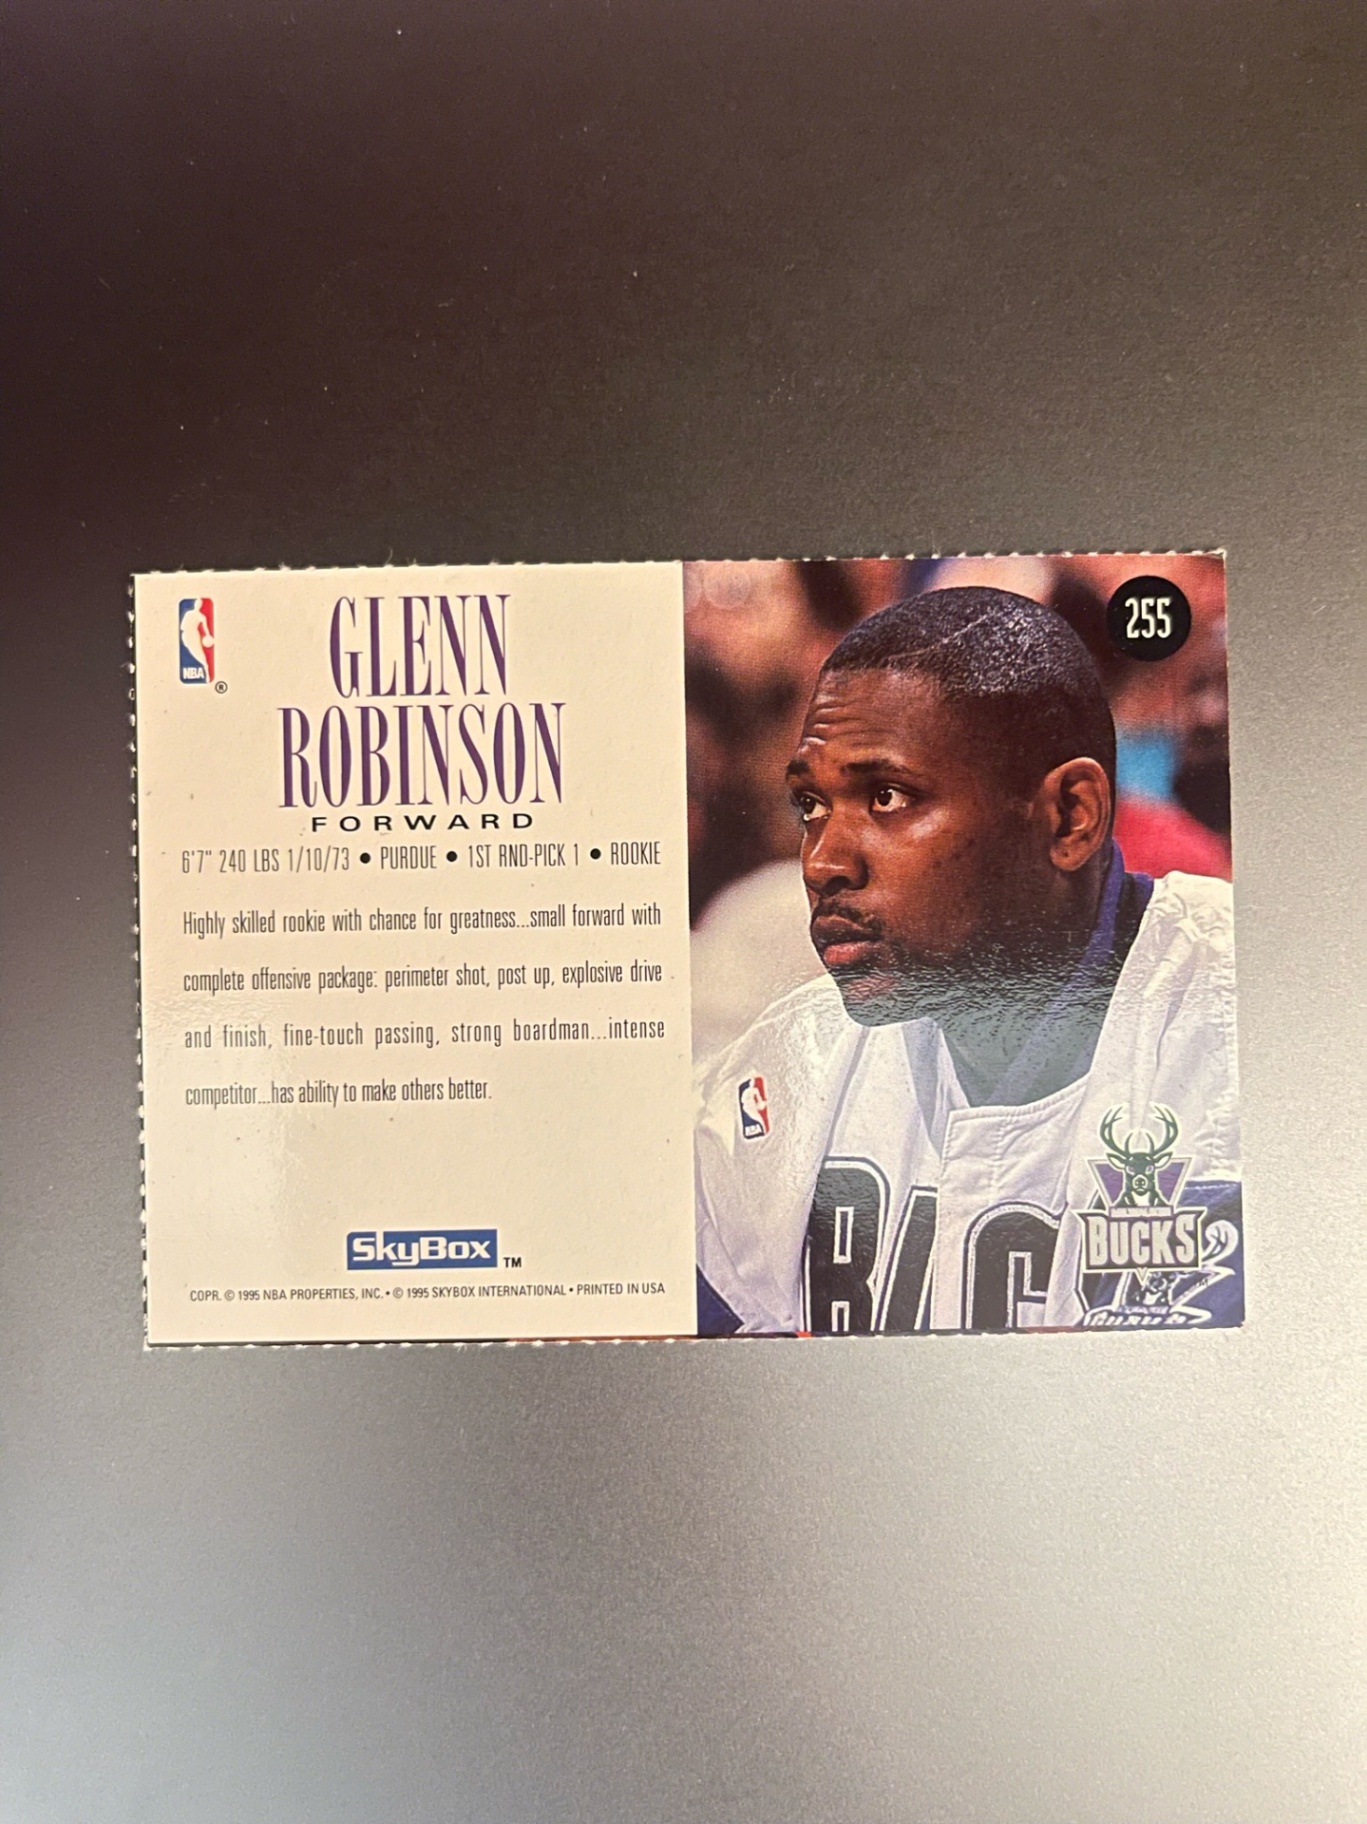 NBA
®
GLENN
ROBINSON
FORWARD
6'7" 240 LBS 1/10/73 • PURDUE • 1ST RND-PICK 1 • ROOKIE
Highly skilled rookie with chance for greatness...small forward with
complete offensive package: perimeter shot, post up, explosive drive
and finish, fine-touch passing, strong boardman...intense
competitor...has ability to make others better.
SkyBox TM
COPR. © 1995 NBA PROPERTIES, INC. • © 1995 SKYBOX INTERNATIONAL • PRINTED IN USA
255
NBA
MILWAUKEE
BUCKS